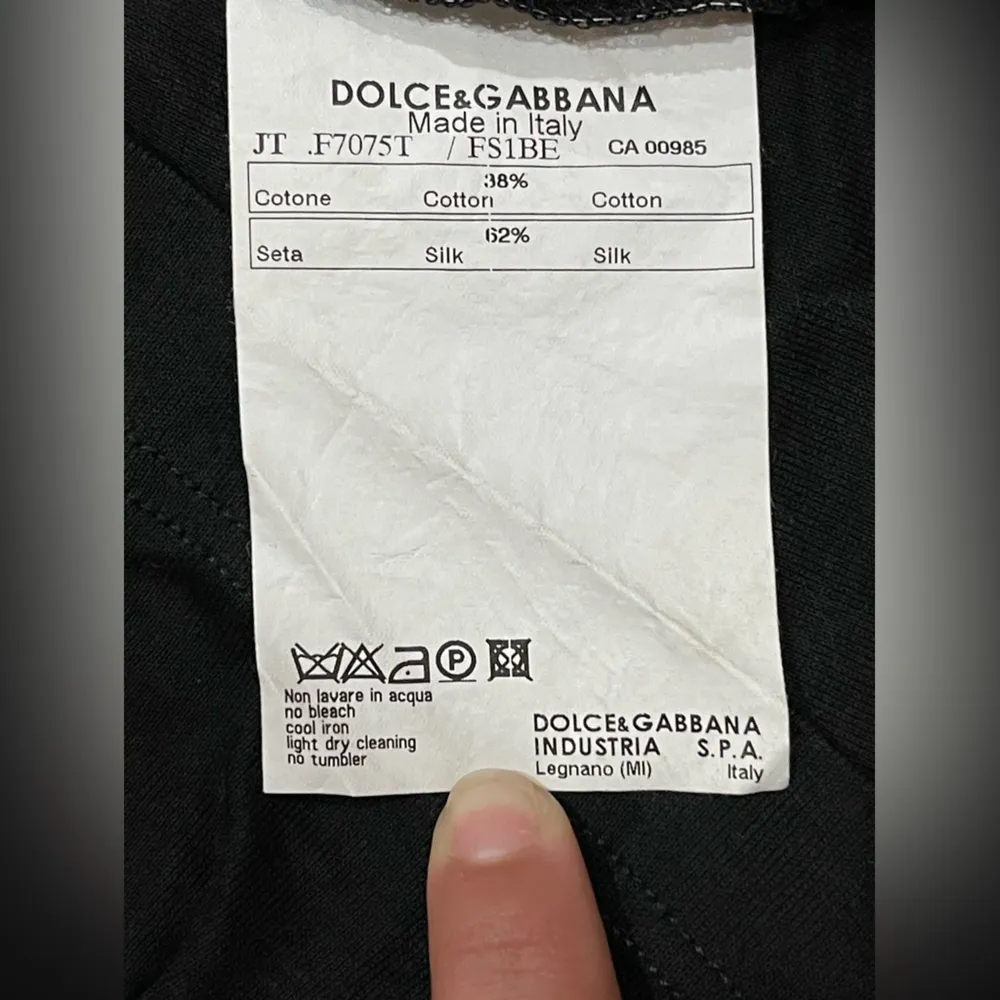 DOLCE&GABBANA
Made in Italy
JT .F7075T / FS1BE CA 00985
38%
Cotone Cotton Cotton
62%
Seta Silk Silk
P
Non lavare in acqua
no bleach
cool iron
light dry cleaning
no tumbler
DOLCE&GABBANA
INDUSTRIA S.P.A.
Legnano (MI) Italy